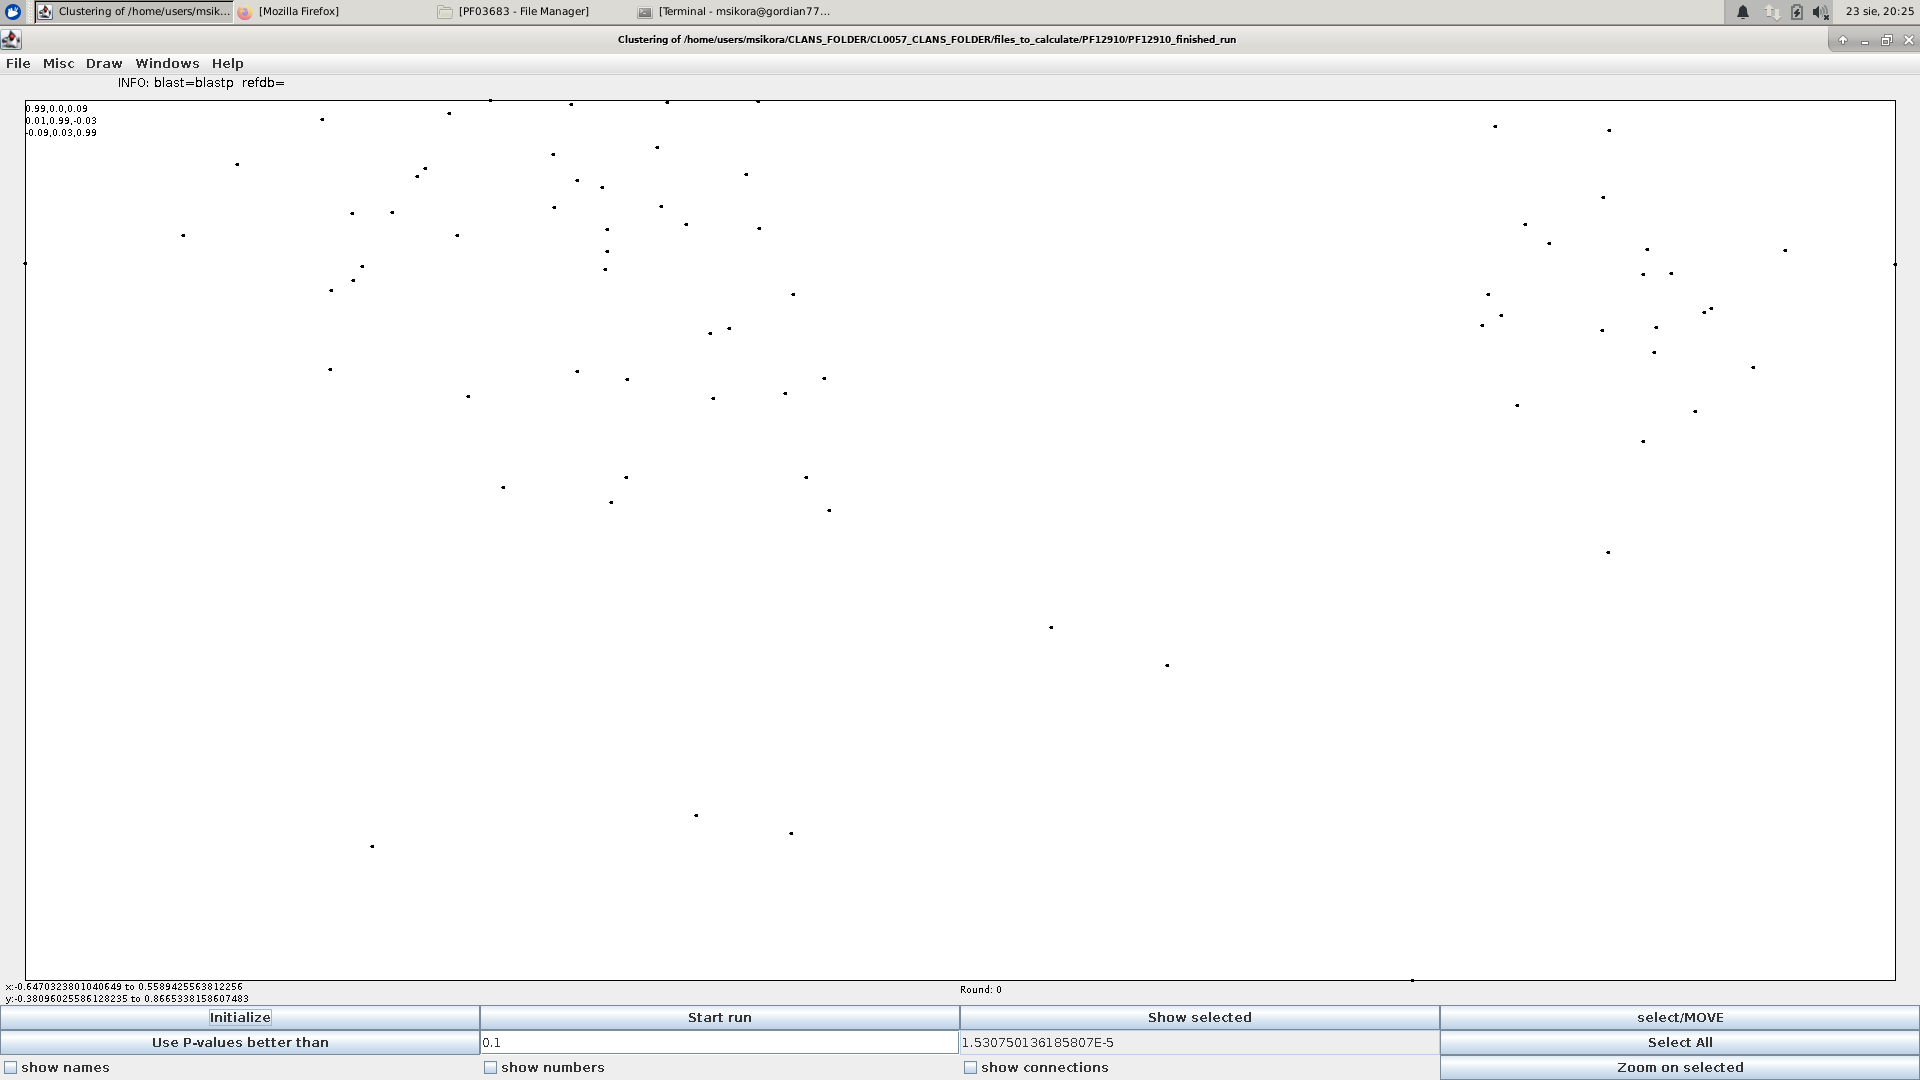 Clustering of /home/users/msik...
[Mozilla Firefox]
[PF03683 - File Manager]
[Terminal - msikora@gordian77...
23 sie, 20:25
Clustering of /home/users/msikora/CLANS_FOLDER/CL0057_CLANS_FOLDER/files_to_calculate/PF12910/PF12910_finished_run
File Misc Draw Windows Help
INFO: blast=blastp refdb=
0.99,0.0,0.09
0.01,0.99,-0.03
-0.09,0.03,0.99
x:-0.6470323801040649 to 0.5589425563812256
y:-0.38096025586128235 to 0.8665338158607483
Round: 0
Initialize
Start run
Show selected
select/MOVE
Use P-values better than
0.1
1.530750136185807E-5
Select All
show names
show numbers
show connections
Zoom on selected